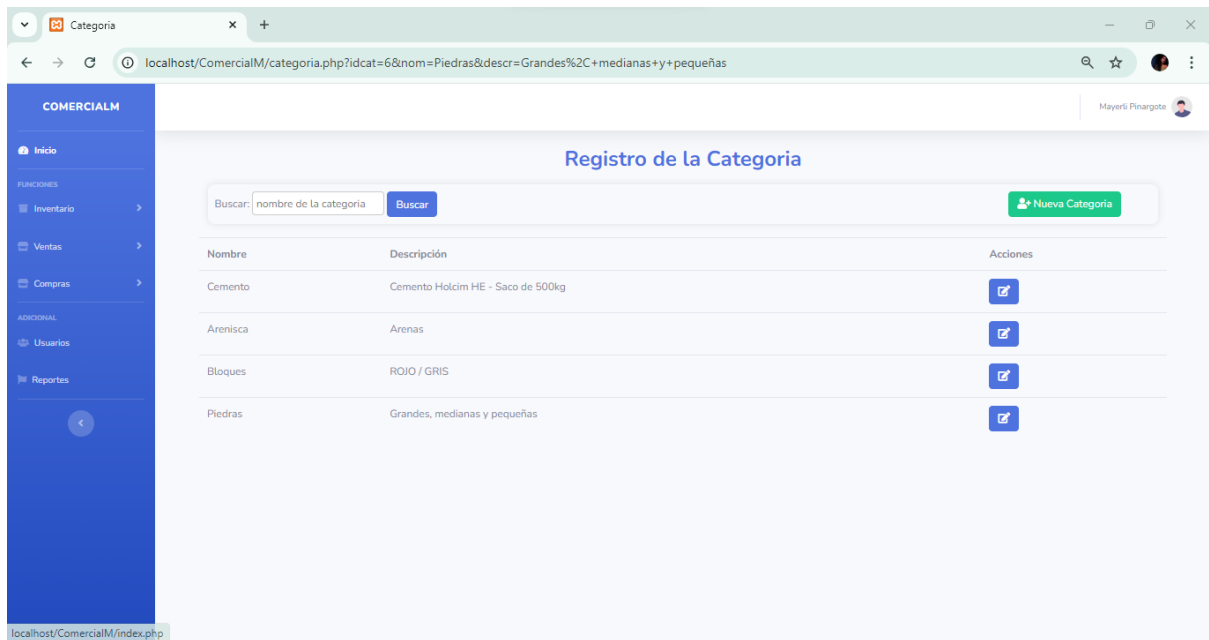 Categoria
localhost/ComercialM/categoria.php?idcat=6&nom=Piedras&descr=Grandes%2C+medianas+y+pequeñas
COMERCIALM
Mayerli Pinargote
Inicio
FUNCIONES
Inventario
Ventas
Compras
ADICIONAL
Usuarios
Reportes
Registro de la Categoria
Buscar: nombre de la categoria Buscar Nueva Categoria
Nombre Descripción Acciones
Cemento Cemento Holcim HE - Saco de 500kg
Arenisca Arenas
Bloques ROJO / GRIS
Piedras Grandes, medianas y pequeñas
localhost/ComercialM/index.php